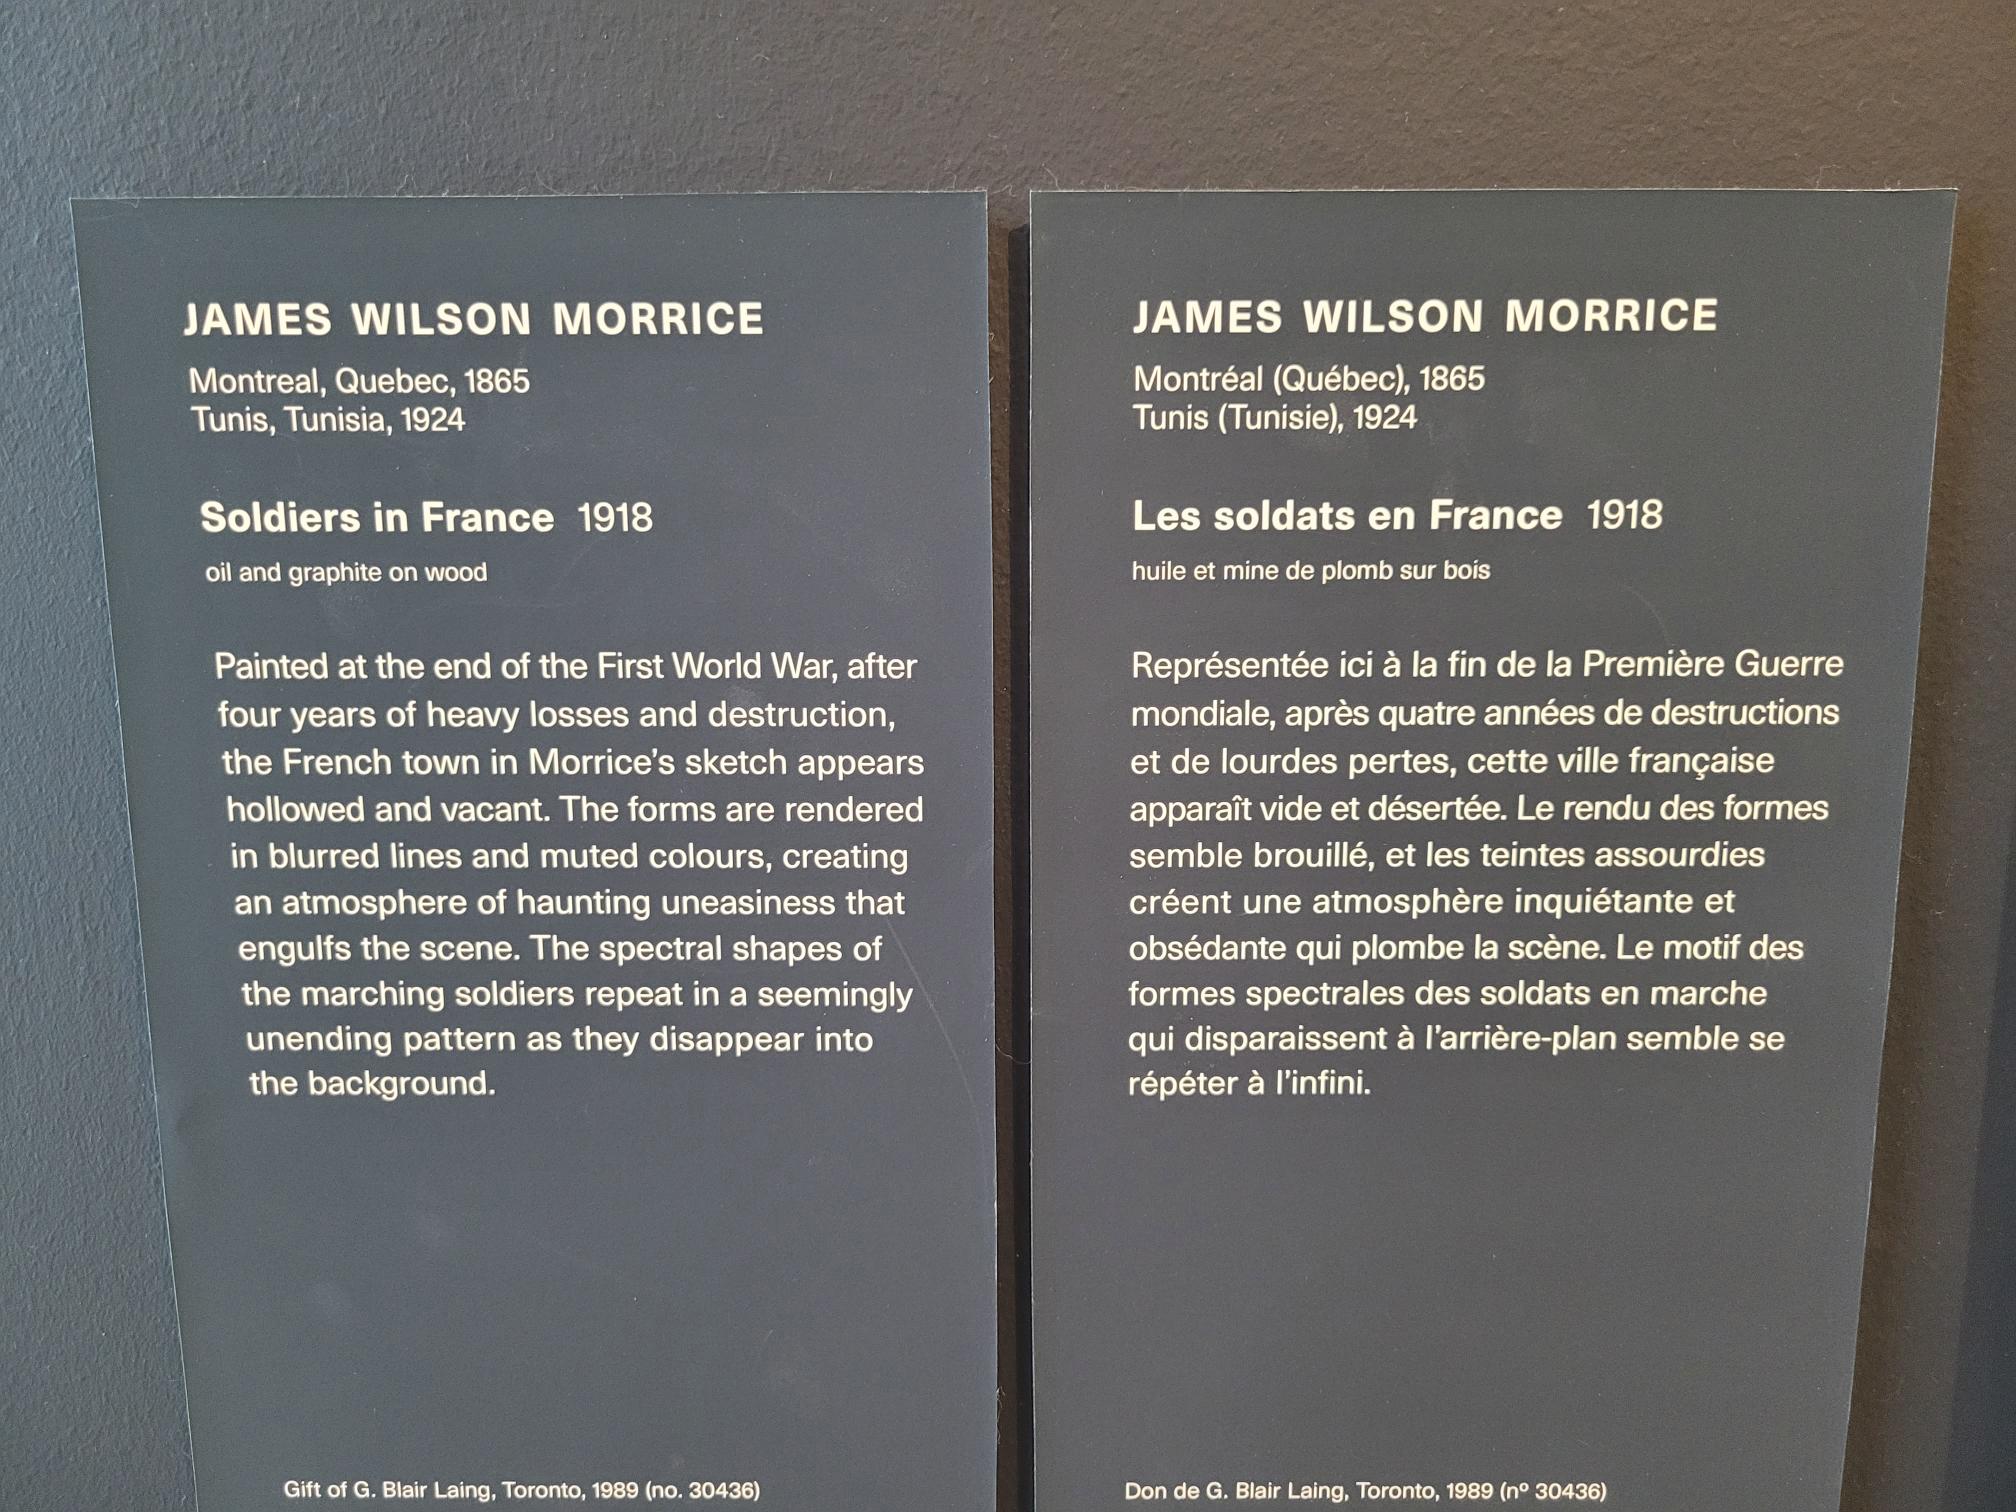 JAMES WILSON MORRICE
Montreal, Quebec, 1865
Tunis, Tunisia, 1924
Soldiers in France 1918
oil and graphite on wood
Painted at the end of the First World War, after
four years of heavy losses and destruction,
the French town in Morrice's sketch appears
hollowed and vacant. The forms are rendered
in blurred lines and muted colours, creating
an atmosphere of haunting uneasiness that
engulfs the scene. The spectral shapes of
the marching soldiers repeat in a seemingly
unending pattern as they disappear into
the background.
Gift of G. Blair Laing, Toronto, 1989 (no. 30436)
JAMES WILSON MORRICE
Montréal (Québec), 1865
Tunis (Tunisie), 1924
Les soldats en France 1918
huile et mine de plomb sur bois
Représentée ici à la fin de la Première Guerre
mondiale, après quatre années de destructions
et de lourdes pertes, cette ville française
apparaît vide et désertée. Le rendu des formes
semble brouillé, et les teintes assourdies
créent une atmosphère inquiétante et
obsédante qui plombe la scène. Le motif des
formes spectrales des soldats en marche
qui disparaissent à l'arrière-plan semble se
répéter à l'infini.
Don de G. Blair Laing, Toronto, 1989 (nº 30436)